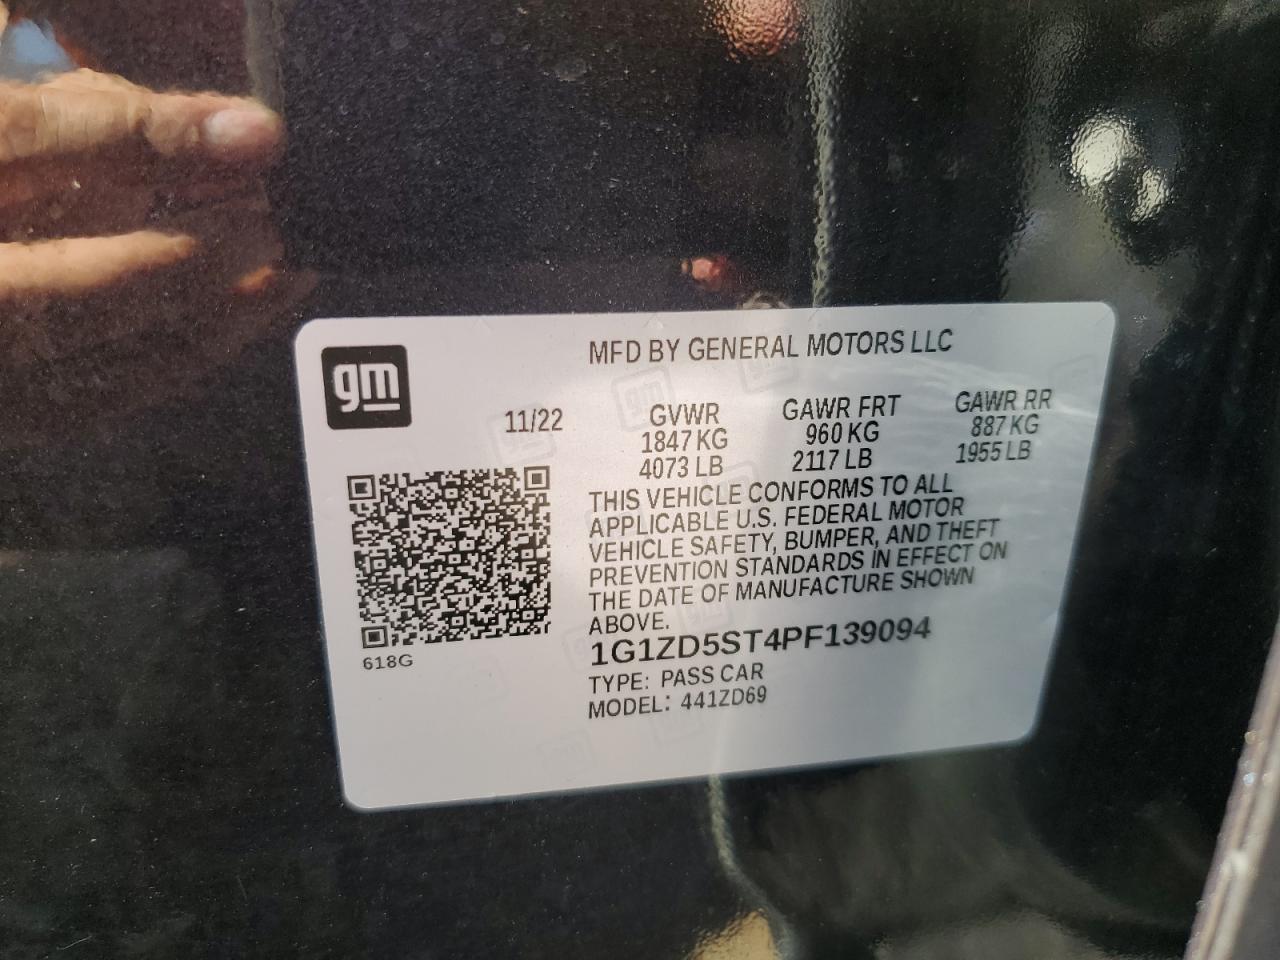 gm
MFD BY GENERAL MOTORS LLC
11/22 GVWR GAWR FRT GAWR RR
1847 KG 960 KG 887 KG
4073 LB 2117 LB 1955 LB
THIS VEHICLE CONFORMS TO ALL
APPLICABLE U.S. FEDERAL MOTOR
VEHICLE SAFETY, BUMPER, AND THEFT
PREVENTION STANDARDS IN EFFECT ON
THE DATE OF MANUFACTURE SHOWN
ABOVE.
1G1ZD5ST4PF139094
618G
TYPE: PASS CAR
MODEL: 441ZD69